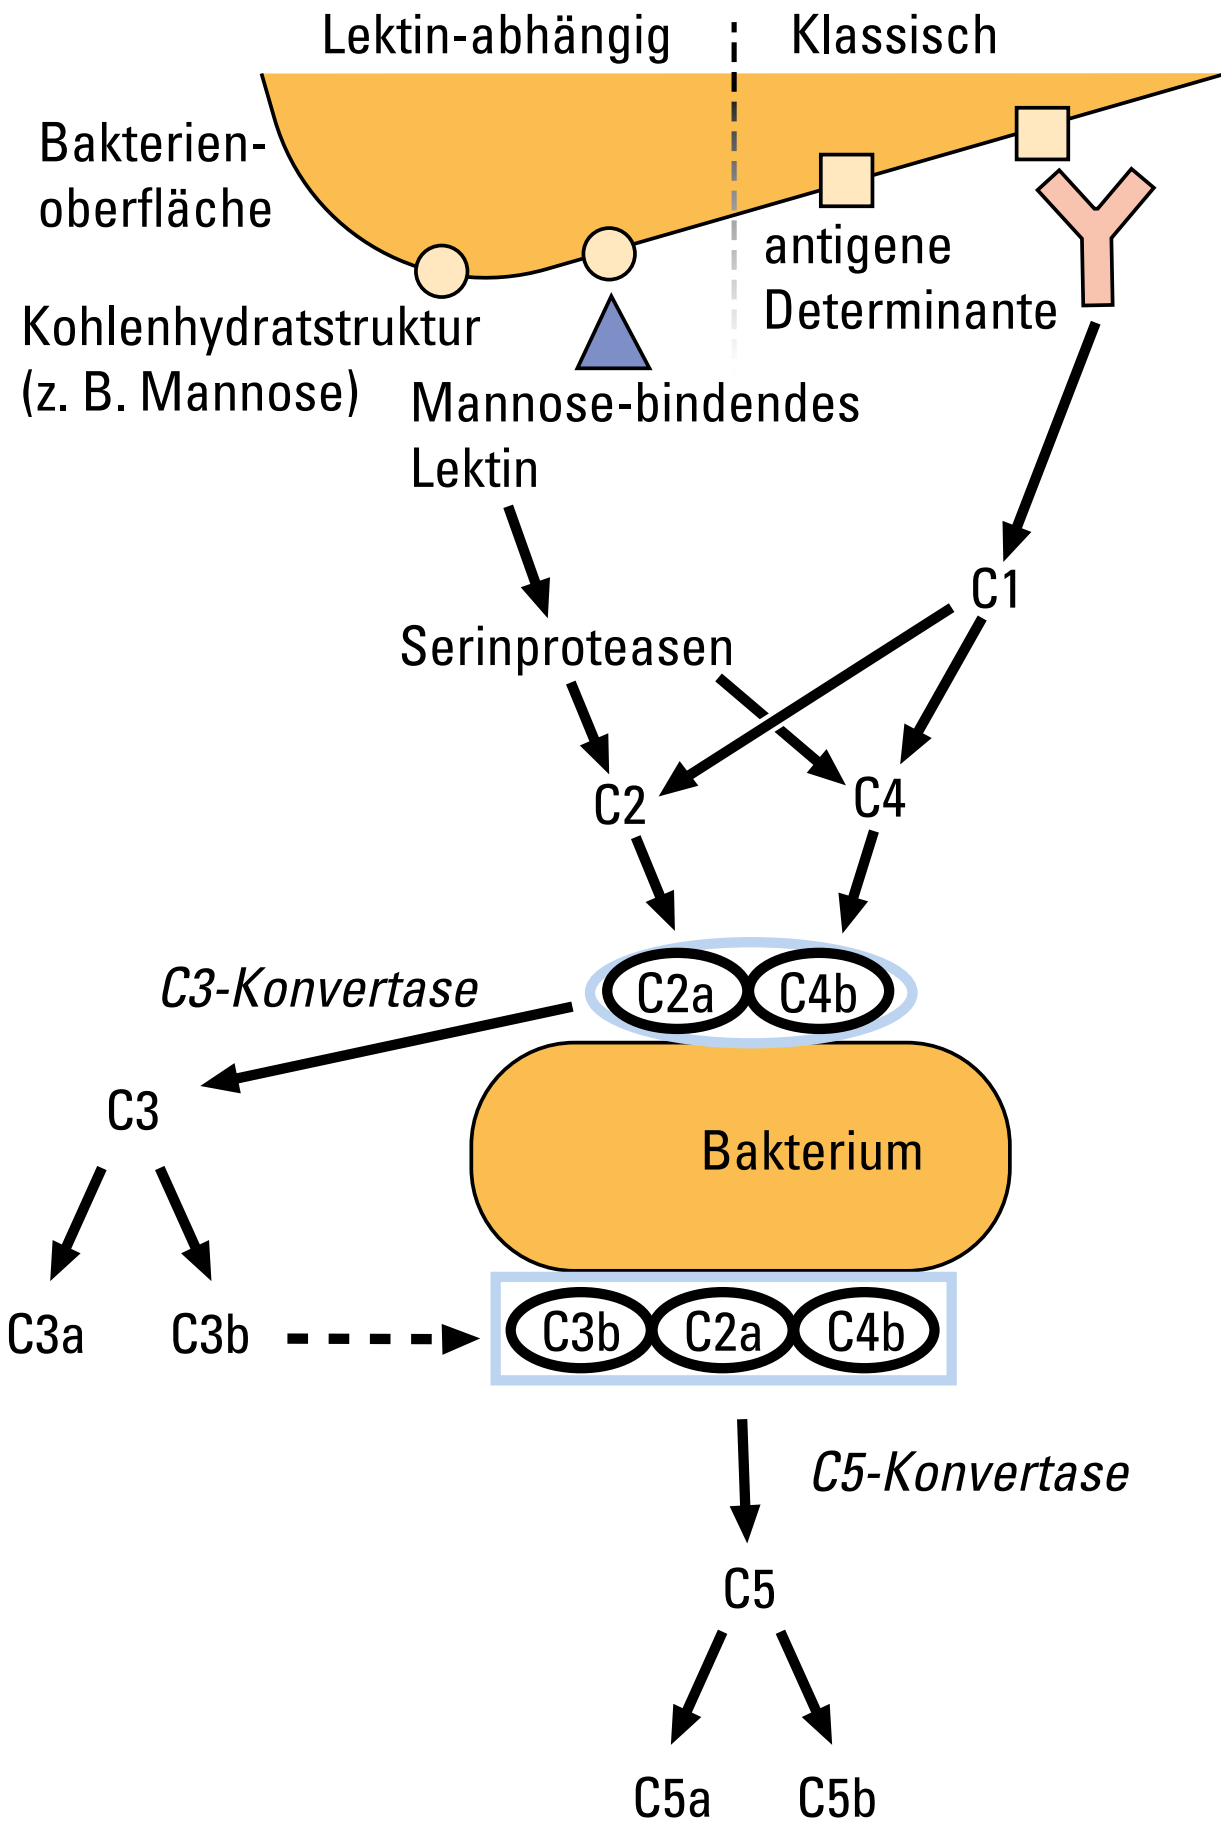 Lektin-abhängig
Klassisch
Bakterien-
oberfläche
antigene
Determinante
Kohlenhydratstruktur
(z. B. Mannose)
Mannose-bindendes
Lektin
C1
Serinproteasen
C2
C4
C3-Konvertase
C2a
C4b
C3
Bakterium
C3a
C3b
C3b
C2a
C4b
C5-Konvertase
C5
C5a
C5b